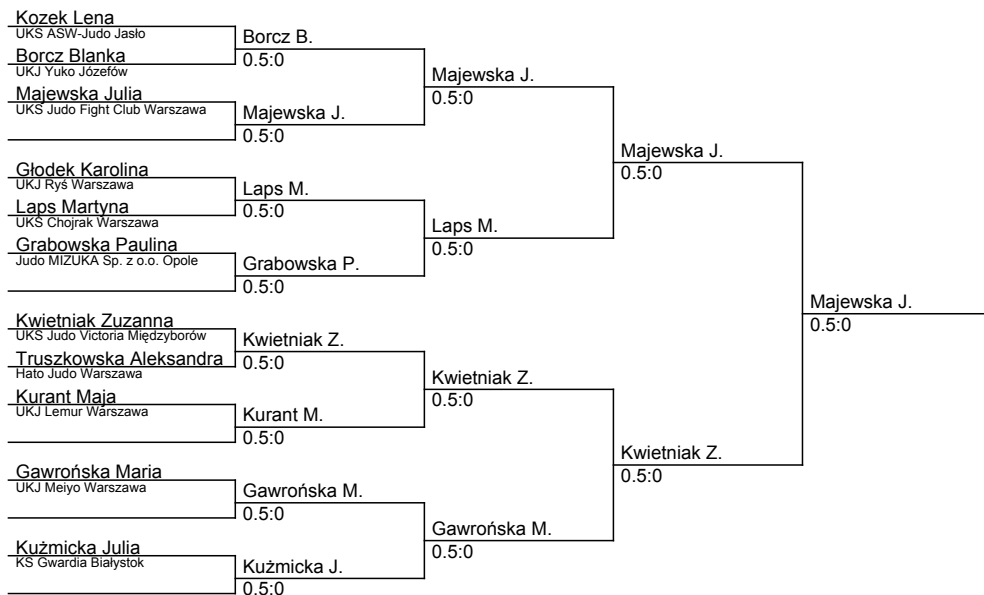 Kozek Lena
UKS ASW-Judo Jasło
Borcz B.
0.5:0
Borcz Blanka
UKJ Yuko Józefów
Majewska J.
0.5:0
Majewska Julia
UKS Judo Fight Club Warszawa
Majewska J.
0.5:0
Majewska J.
0.5:0
Głodek Karolina
UKJ Ryś Warszawa
Laps M.
0.5:0
Laps Martyna
UKS Chojrak Warszawa
Laps M.
0.5:0
Grabowska Paulina
Judo MIZUKA Sp. z o.o. Opole
Grabowska P.
0.5:0
Majewska J.
0.5:0
Kwietniak Zuzanna
UKS Judo Victoria Międzyborów
Kwietniak Z.
0.5:0
Truszkowska Aleksandra
Hato Judo Warszawa
Kwietniak Z.
0.5:0
Kurant Maja
UKJ Lemur Warszawa
Kurant M.
0.5:0
Kwietniak Z.
0.5:0
Gawrońska Maria
UKJ Meiyo Warszawa
Gawrońska M.
0.5:0
Gawrońska M.
0.5:0
Kużmicka Julia
KS Gwardia Białystok
Kużmicka J.
0.5:0